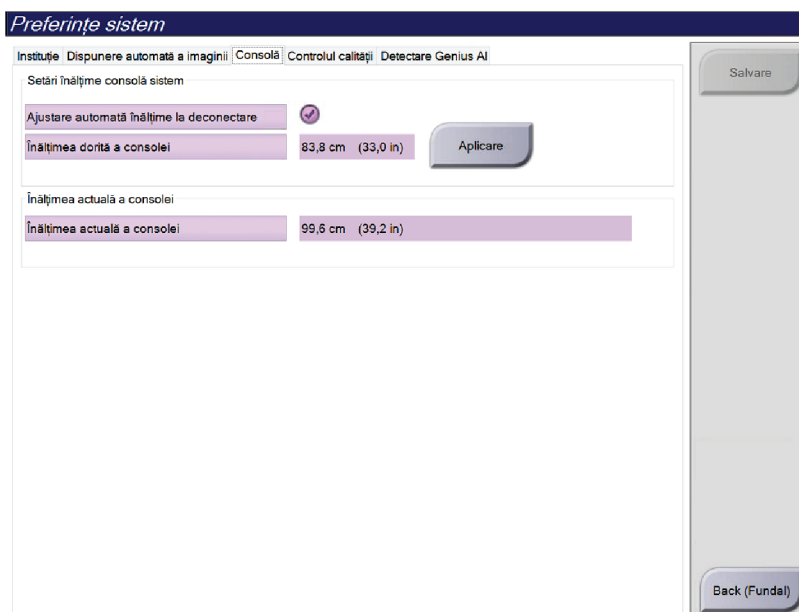 Preferințe sistem
Instituție Dispunere automată a imaginii Consolă Controlul calității Detectare Genius AI
Salvare
Setări înălțime consolă sistem
Ajustare automată înălțime la deconectare
Înălțimea dorită a consolei 83,8 cm (33,0 in) Aplicare
Înălțimea actuală a consolei
Înălțimea actuală a consolei 99,6 cm (39,2 in)
Back (Fundal)